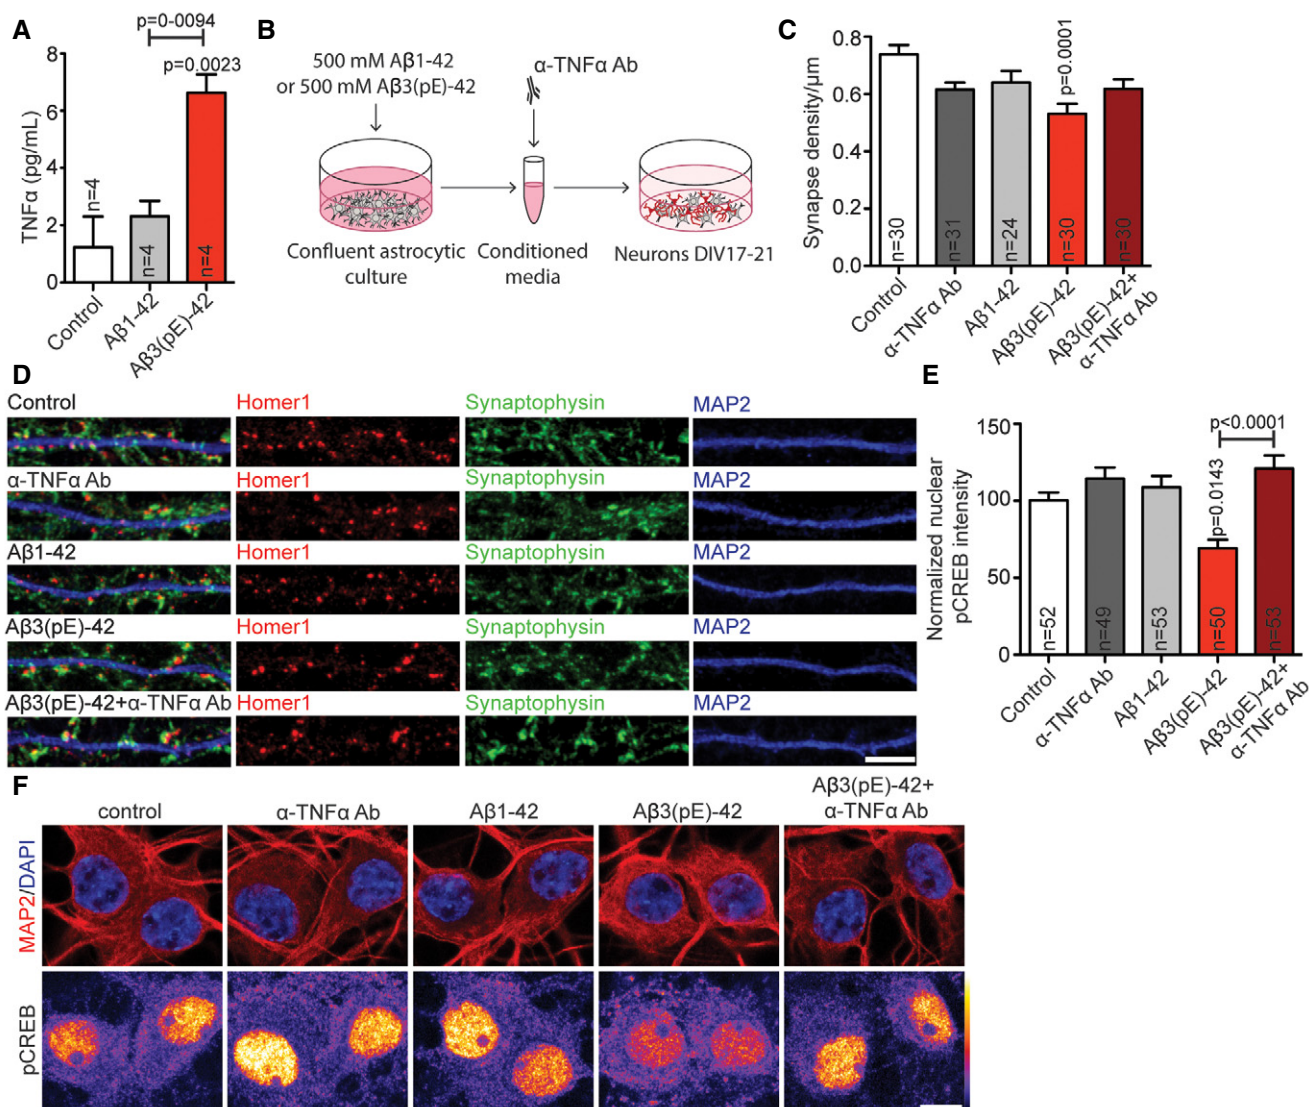 A
p=0-0094
p=0.0023
TNFα (pg/mL)
8
6
4
2
0
n=4
n=4
n=4
Control
Aβ1-42
Aβ3(pE)-42
B
500 mM Aβ1-42
or 500 mM Aβ3(pE)-42
α-TNFα Ab
Confluent astrocytic
culture
Conditioned
media
Neurons DIV17-21
C
Synapse density/µm
0.8
0.6
0.4
0.2
0.0
p=0.0001
n=30
n=31
n=24
n=30
n=30
Control
α-TNFα Ab
Aβ1-42
Aβ3(pE)-42
Aβ3(pE)-42+
α-TNFα Ab
D
Control
Homer1
Synaptophysin
MAP2
α-TNFα Ab
Homer1
Synaptophysin
MAP2
Aβ1-42
Homer1
Synaptophysin
MAP2
Aβ3(pE)-42
Homer1
Synaptophysin
MAP2
Aβ3(pE)-42+α-TNFα Ab
Homer1
Synaptophysin
MAP2
E
Normalized nuclear
pCREB intensity
150
100
50
0
p<0.0001
p=0.0143
n=52
n=49
n=53
n=50
n=53
Control
α-TNFα Ab
Aβ1-42
Aβ3(pE)-42
Aβ3(pE)-42+
α-TNFα Ab
F
control
α-TNFα Ab
Aβ1-42
Aβ3(pE)-42
Aβ3(pE)-42+
α-TNFα Ab
MAP2/DAPI
pCREB